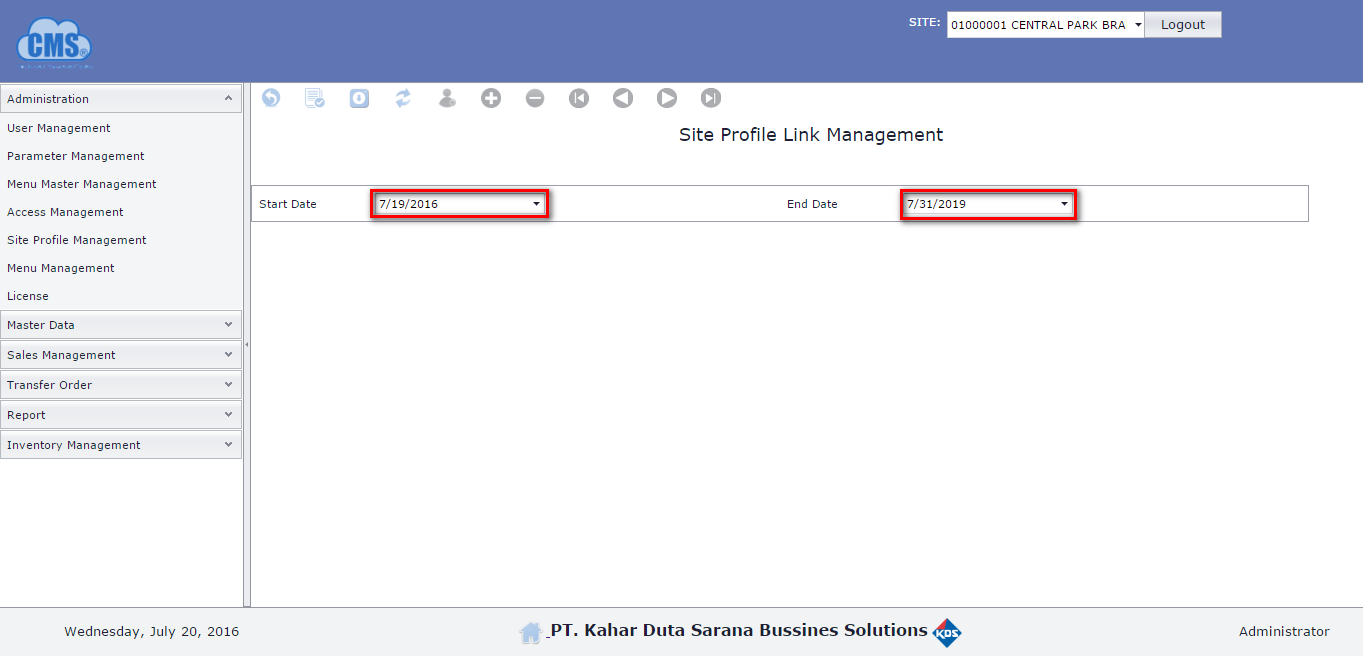 CMS®
SITE: 01000001 CENTRAL PARK BRA Logout
Administration
User Management
Parameter Management
Menu Master Management
Access Management
Site Profile Management
Menu Management
License
Master Data
Sales Management
Transfer Order
Report
Inventory Management
Site Profile Link Management
Start Date 7/19/2016 End Date 7/31/2019
Wednesday, July 20, 2016
PT. Kahar Duta Sarana Bussines Solutions KDS
Administrator